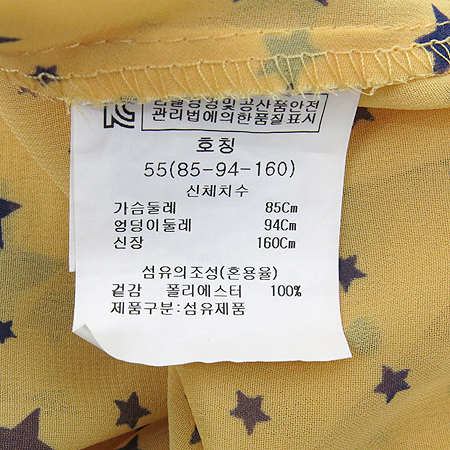 전기용품및공산품안전
관리법에의한품질표시
호칭
55(85-94-160)
신체치수
가슴둘레 85Cm
엉덩이둘레 94Cm
신장 160Cm
섬유의조성(혼용율)
겉감 폴리에스터 100%
제품구분:섬유제품